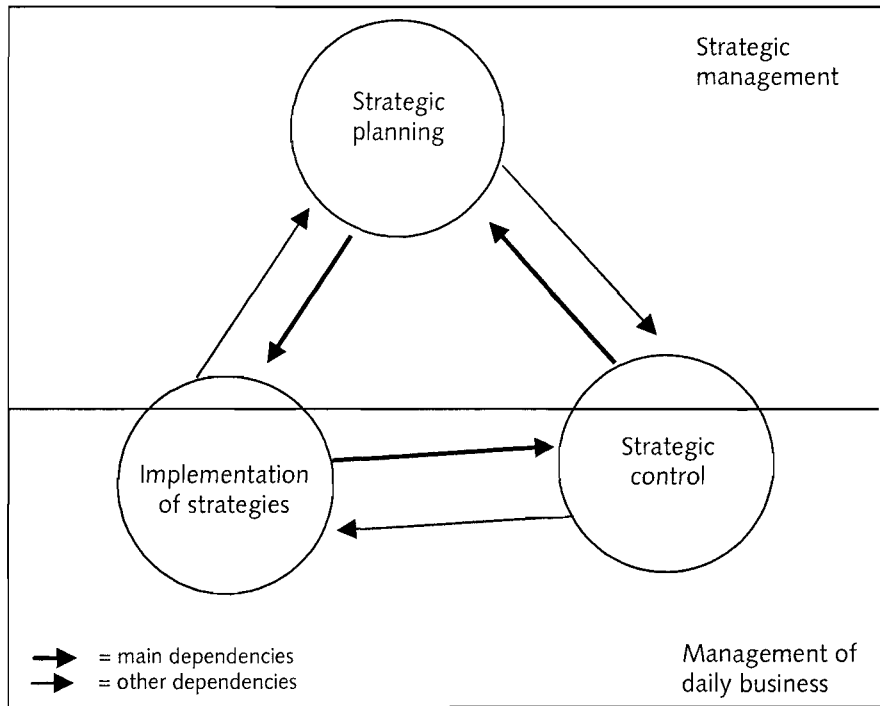 Strategic
management
Strategic
planning
Implementation
of strategies
Strategic
control
= main dependencies
= other dependencies
Management of
daily business